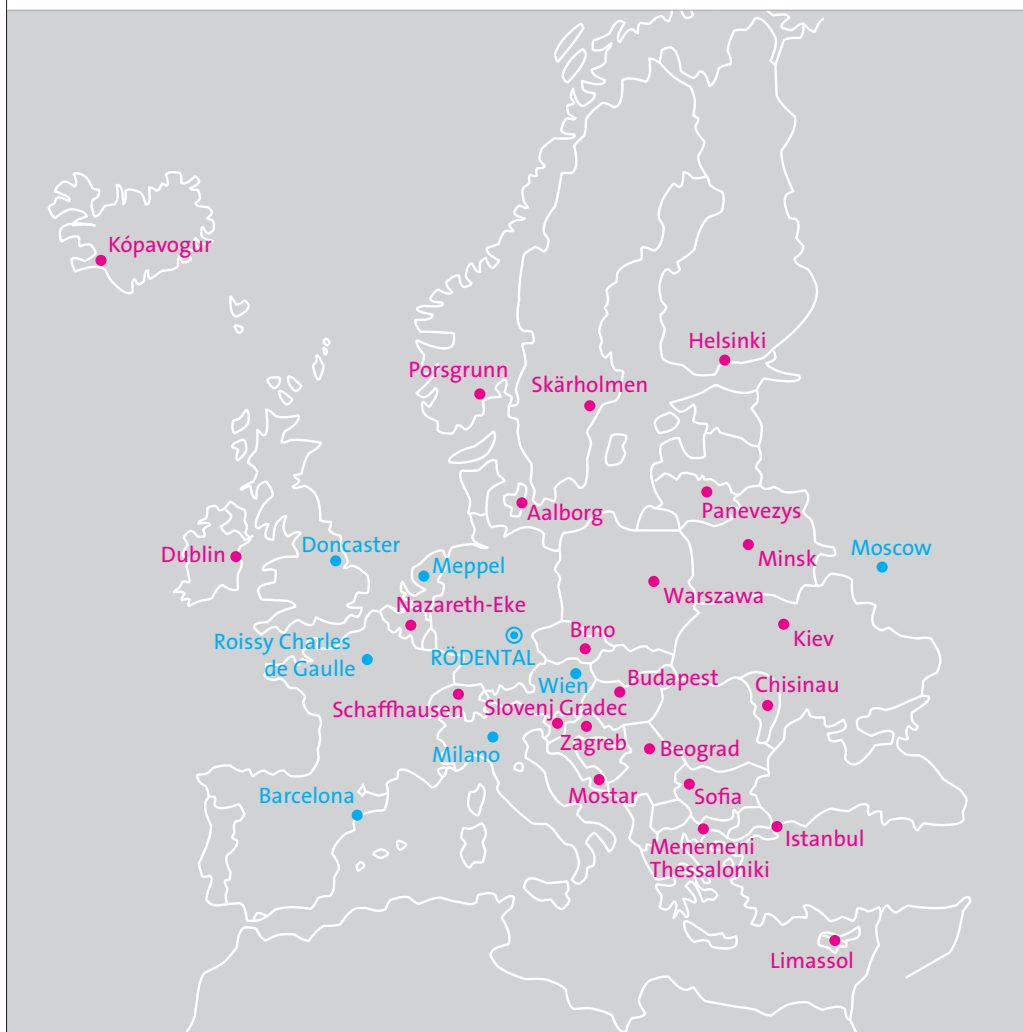 Kópavogur
Helsinki
Porsgrunn
Skärholmen
Panevezys
Aalborg
Doncaster
Moscow
Dublin
Minsk
Meppel
Warszawa
Nazareth-Eke
Brno
Kiev
Roissy Charles
de Gaulle
RÖDENTAL
Wien
Budapest
Chisinau
Schaffhausen
Slovenj Gradec
Zagreb
Beograd
Milano
Mostar
Sofia
Barcelona
Istanbul
Menemeni
Thessaloniki
Limassol